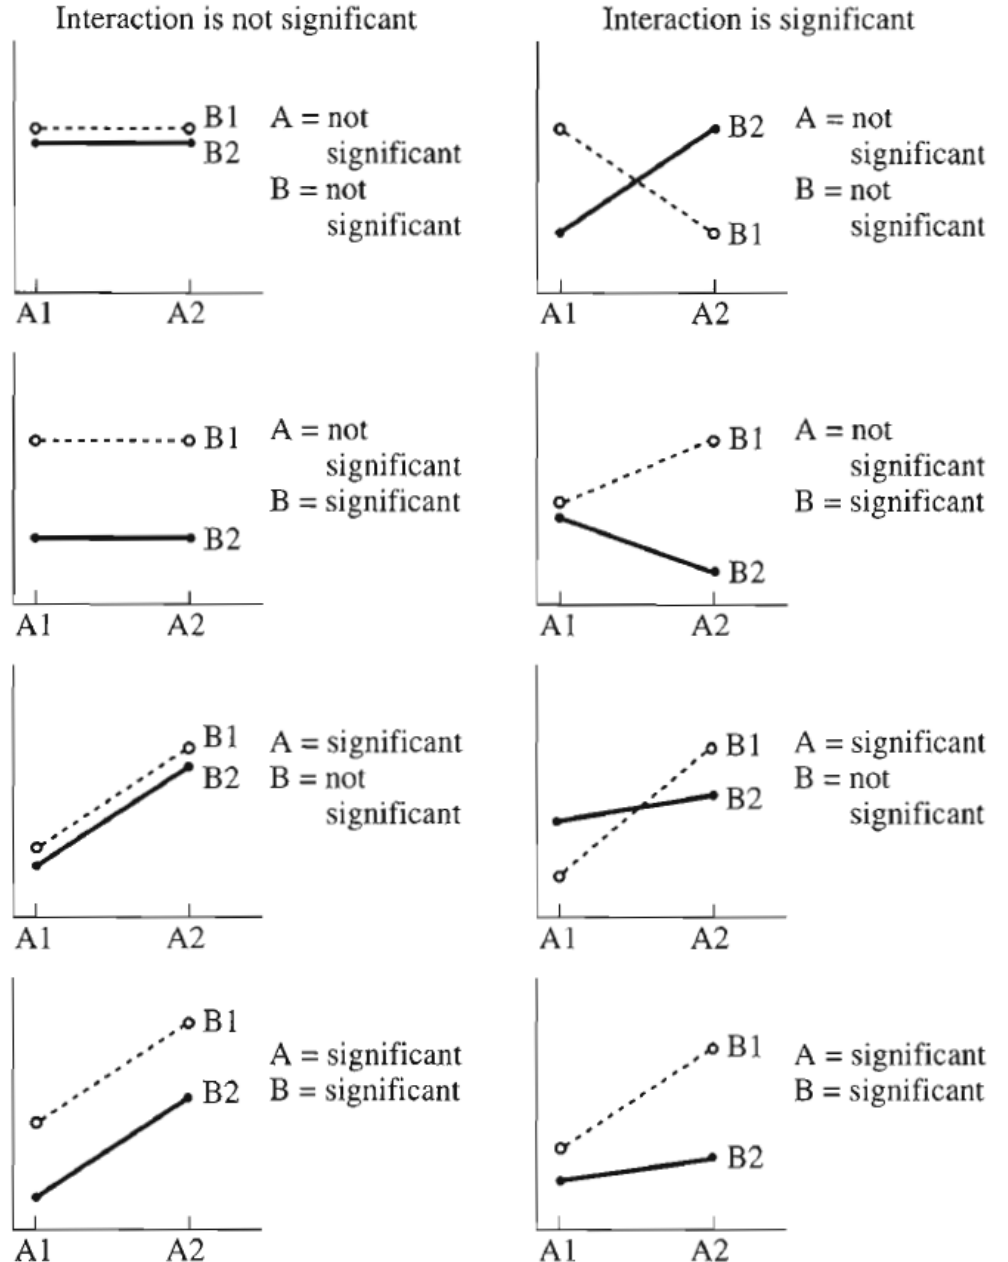 Interaction is not significant
Interaction is significant
B1
B2
A = not
significant
B = not
significant
A1
A2
B2
B1
A = not
significant
B = not
significant
A1
A2
B1
B2
A = not
significant
B = significant
A1
A2
B1
B2
A = not
significant
B = significant
A1
A2
B1
B2
A = significant
B = not
significant
A1
A2
B1
B2
A = significant
B = not
significant
A1
A2
B1
B2
A = significant
B = significant
A1
A2
B1
B2
A = significant
B = significant
A1
A2